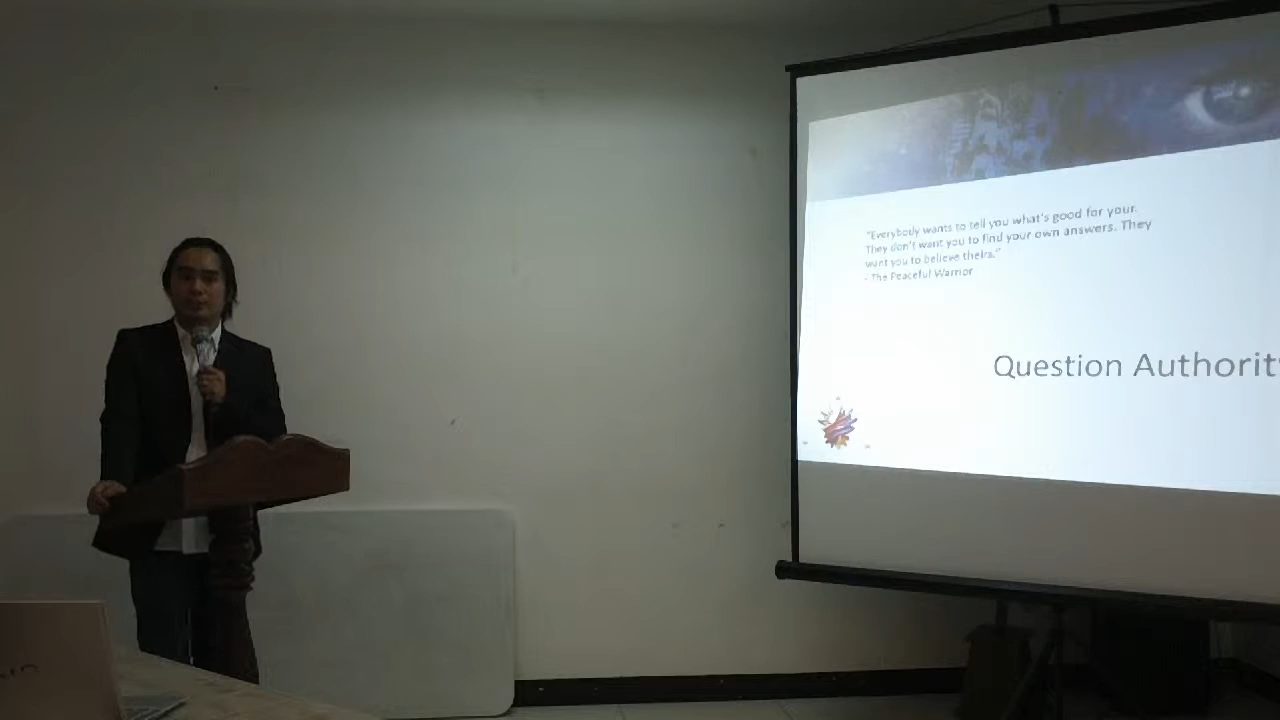 "Everybody wants to tell you what's good for your.
They don't want you to find your own answers. They
want you to believe theirs."
- The Peaceful Warrior
Question Authority